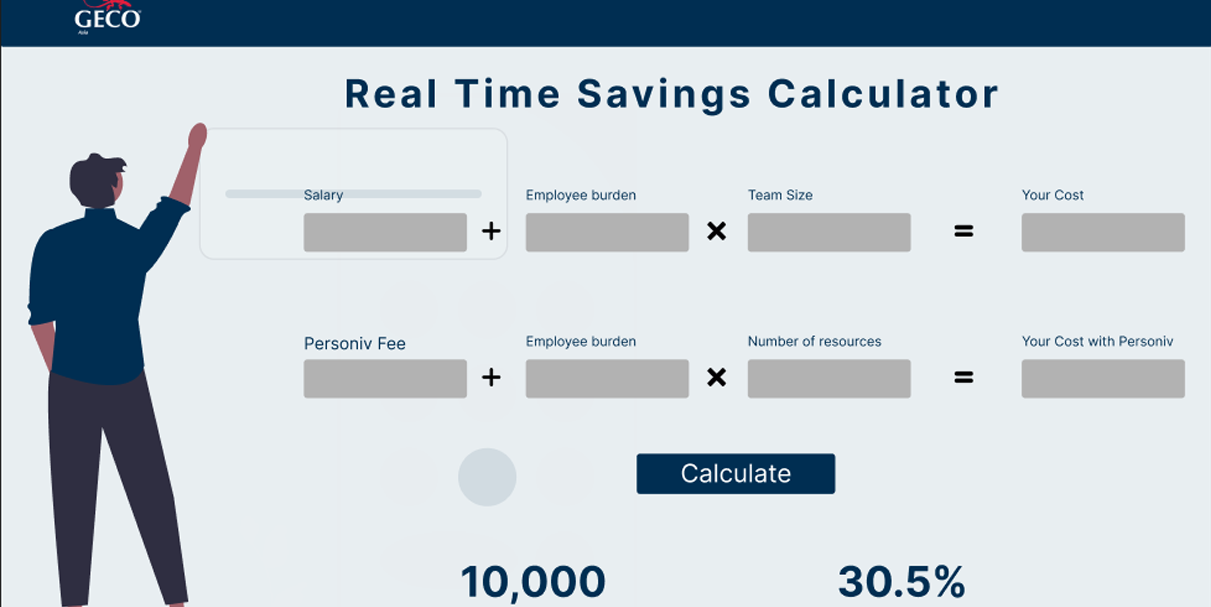 GECO
Asia
Real Time Savings Calculator
Salary Employee burden Team Size Your Cost
+ × =
Personiv Fee Employee burden Number of resources Your Cost with Personiv
+ × =
Calculate
10,000 30.5%